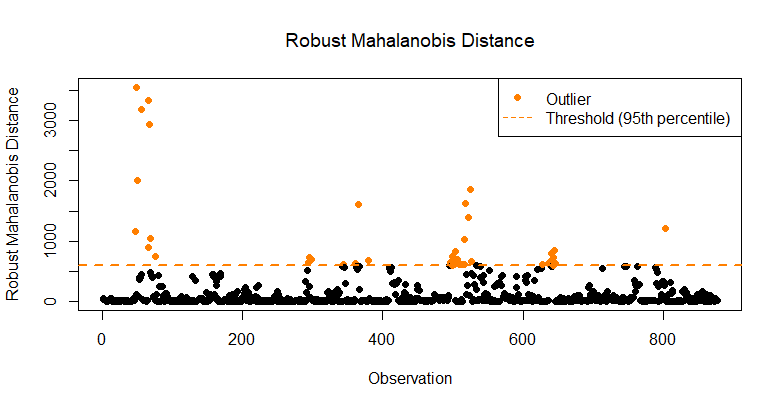 Robust Mahalanobis Distance
Robust Mahalanobis Distance
3000
2000
1000
0
Outlier
Threshold (95th percentile)
0
200
400
600
800
Observation